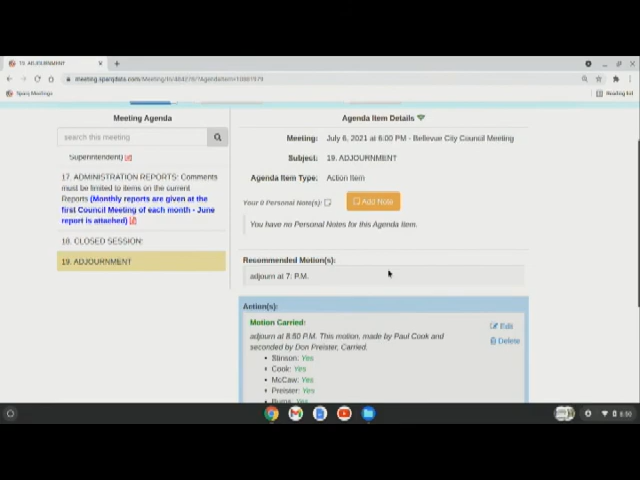 19. ADJOURNMENT
meeting.sparqdata.com/Meeting/
Sparq Meetings
Reading list
Meeting Agenda
search this meeting
Superintendent)
17. ADMINISTRATION REPORTS: Comments
must be limited to items on the current
Reports (Monthly reports are given at the
first Council Meeting of each month - June
report is attached)
18. CLOSED SESSION:
19. ADJOURNMENT
Agenda Item Details
Meeting: July 6, 2021 at 6:00 PM - Bellevue City Council Meeting
Subject: 19. ADJOURNMENT
Agenda Item Type: Action Item
Your 0 Personal Note(s):
Add Note
You have no Personal Notes for this Agenda Item.
Recommended Motion(s):
adjourn at 7: P.M.
Action(s):
Motion Carried:
Edit
adjourn at 8:50 P.M. This motion, made by Paul Cook and
seconded by Don Preister, Carried.
Delete
Stinson: Yes
Cook: Yes
McCaw: Yes
Preister: Yes
Burns: Yes